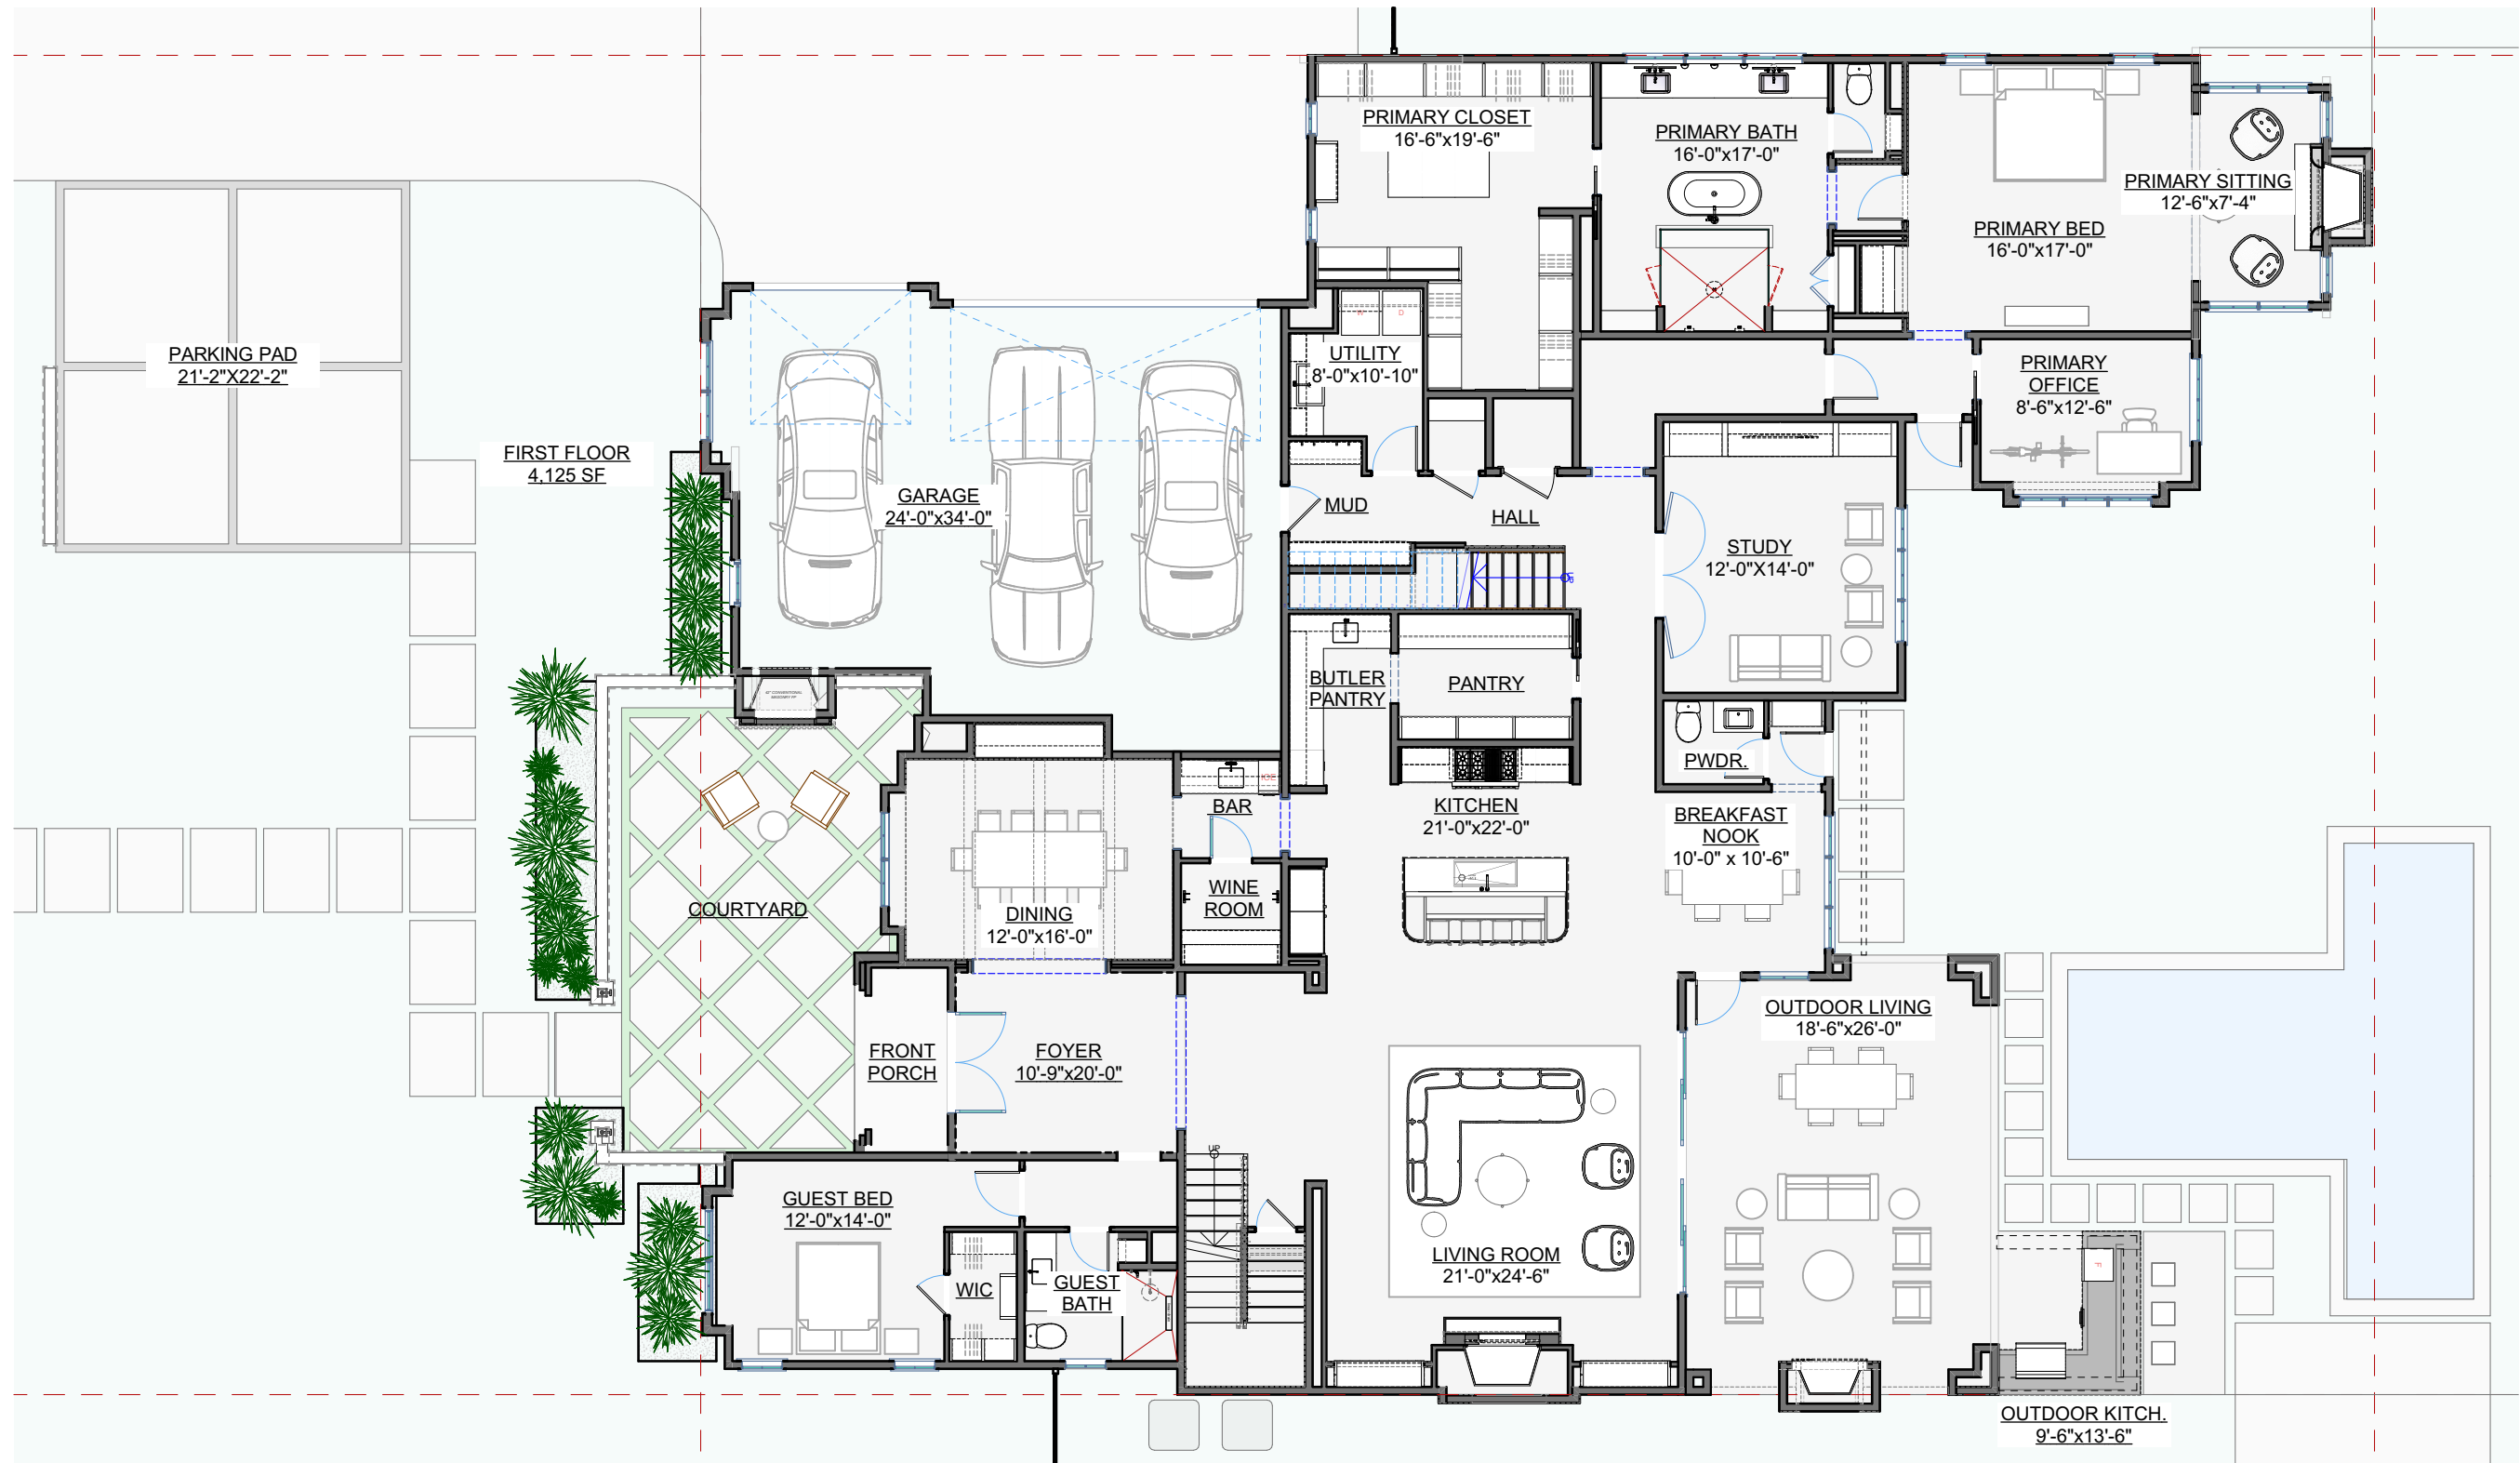 PRIMARY CLOSET
16'-6"x19'-6"
PRIMARY BATH
16'-0"x17'-0"
PRIMARY SITTING
12'-6"x7'-4"
PRIMARY BED
16'-0"x17'-0"
PARKING PAD
21'-2"X22'-2"
UTILITY
8'-0"x10'-10"
D
PRIMARY
OFFICE
8'-6"x12'-6"
FIRST FLOOR
4,125 SF
GARAGE
24'-0"x34'-0"
MUD
HALL
STUDY
12'-0"X14'-0"
UP
BUTLER
PANTRY
PANTRY
PWDR.
ICE
BAR
KITCHEN
21'-0"x22'-0"
BREAKFAST
NOOK
10'-0" x 10'-6"
COURTYARD
DINING
12'-0"x16'-0"
WINE
ROOM
OUTDOOR LIVING
18'-6"x26'-0"
FRONT
PORCH
FOYER
10'-9"x20'-0"
UP
GUEST BED
12'-0"x14'-0"
WIC
GUEST
BATH
LIVING ROOM
21'-0"x24'-6"
F
OUTDOOR KITCH.
9'-6"x13'-6"